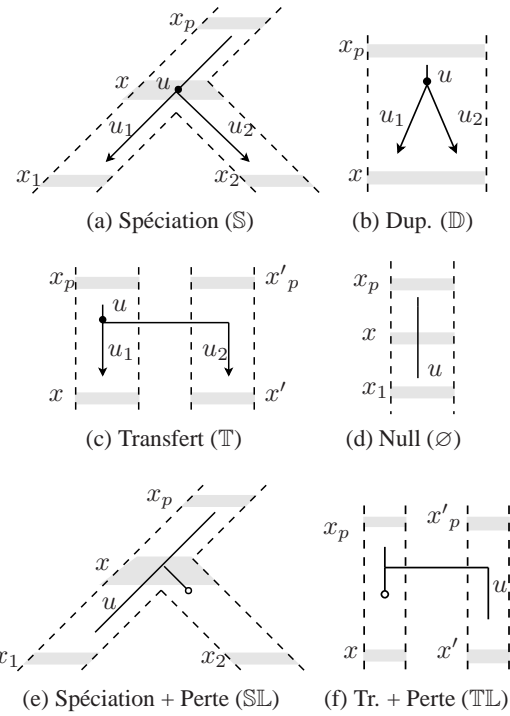 x_p
x
u
u_1
u_2
x_1
x_2
(a) Spéciation (𝕊)
x_p
u
u_1
u_2
x
(b) Dup. (𝔻)
x_p
x'_p
u
u_1
u_2
x
x'
(c) Transfert (𝕋)
x_p
x
x_1
u
(d) Null (∅)
x_p
x
u
x_1
x_2
(e) Spéciation + Perte (𝕊𝕃)
x_p
x'_p
u
x
x'
(f) Tr. + Perte (𝕋𝕃)